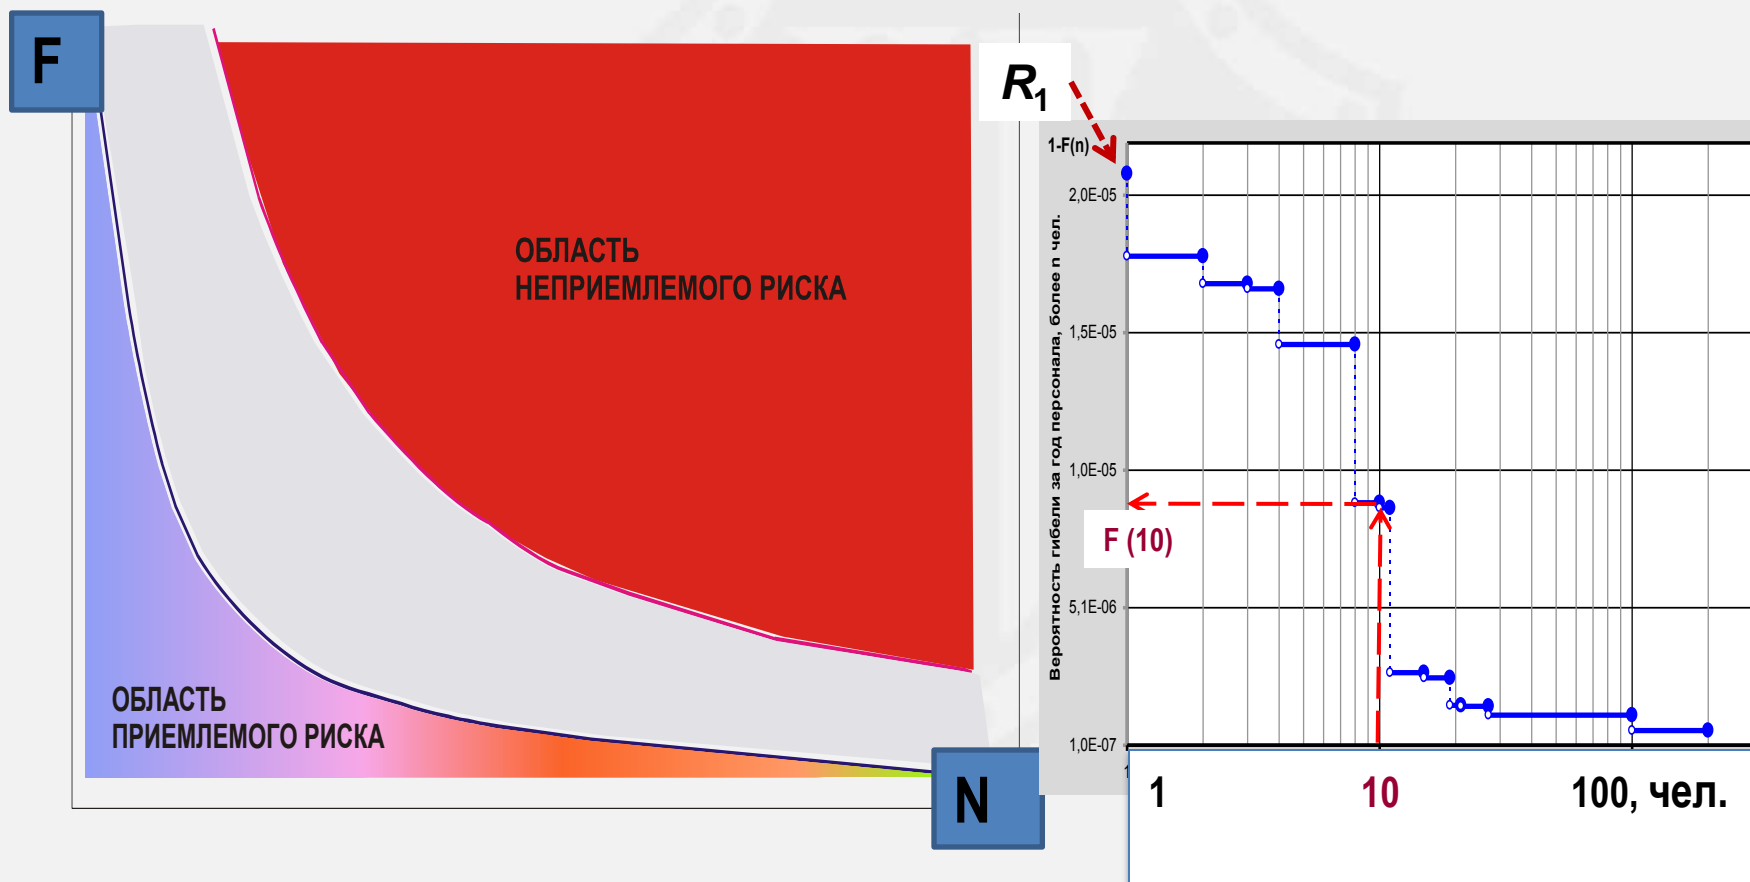 F
ОБЛАСТЬ
НЕПРИЕМЛЕМОГО РИСКА
ОБЛАСТЬ
ПРИЕМЛЕМОГО РИСКА
N
R1
1-F(n)
Вероятность гибели за год персонала, более n чел.
2,0E-05
1,5E-05
1,0E-05
F (10)
5,1E-06
1,0E-07
1 10 100, чел.